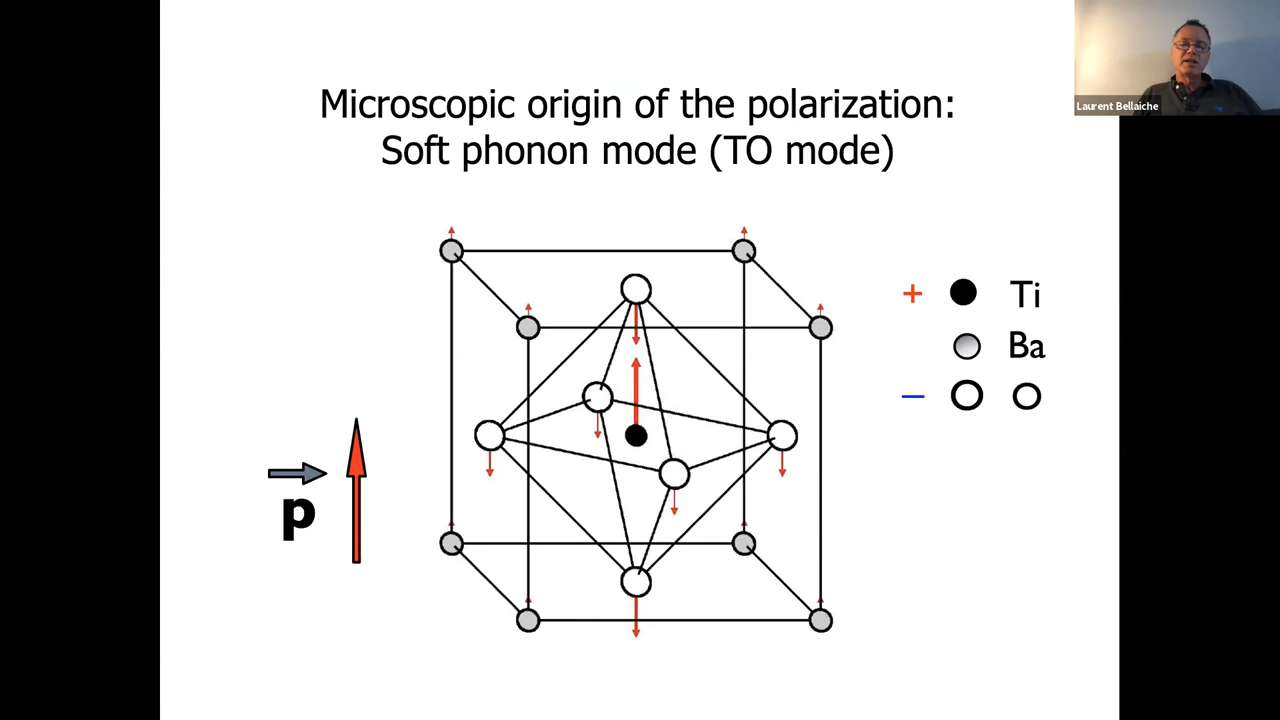 Laurent Bellaiche
Microscopic origin of the polarization:
Soft phonon mode (TO mode)
+ Ti
Ba
− O
p